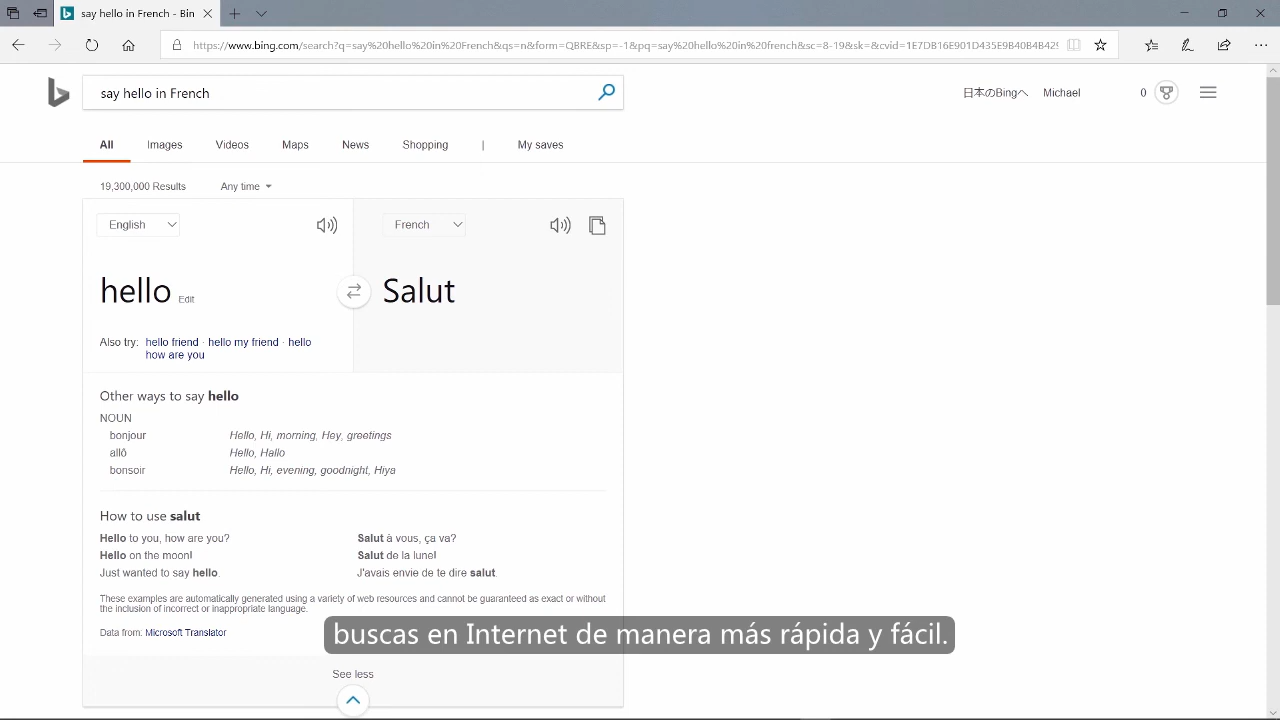 say hello in French - Bin
https://www.bing.com/search?q=say%20hello%20in%20French&qs=n&form=QBRE&sp=-1&pq=say%20hello%20in%20french&sc=8-19&sk=&cvid=1E7DB16E901D435E9B40B4B425
say hello in French
日本のBingへ Michael 0
All Images Videos Maps News Shopping | My saves
19,300,000 Results Any time
English French
hello Edit Salut
Also try: hello friend · hello my friend · hello
how are you
Other ways to say hello
NOUN
bonjour Hello, Hi, morning, Hey, greetings
allô Hello, Hallo
bonsoir Hello, Hi, evening, goodnight, Hiya
How to use salut
Hello to you, how are you? Salut à vous, ça va?
Hello on the moon! Salut de la lune!
Just wanted to say hello. J'avais envie de te dire salut.
These examples are automatically generated using a variety of web resources and cannot be guaranteed as exact or without
the inclusion of incorrect or inappropriate language.
Data from: Microsoft Translator
buscas en Internet de manera más rápida y fácil.
See less